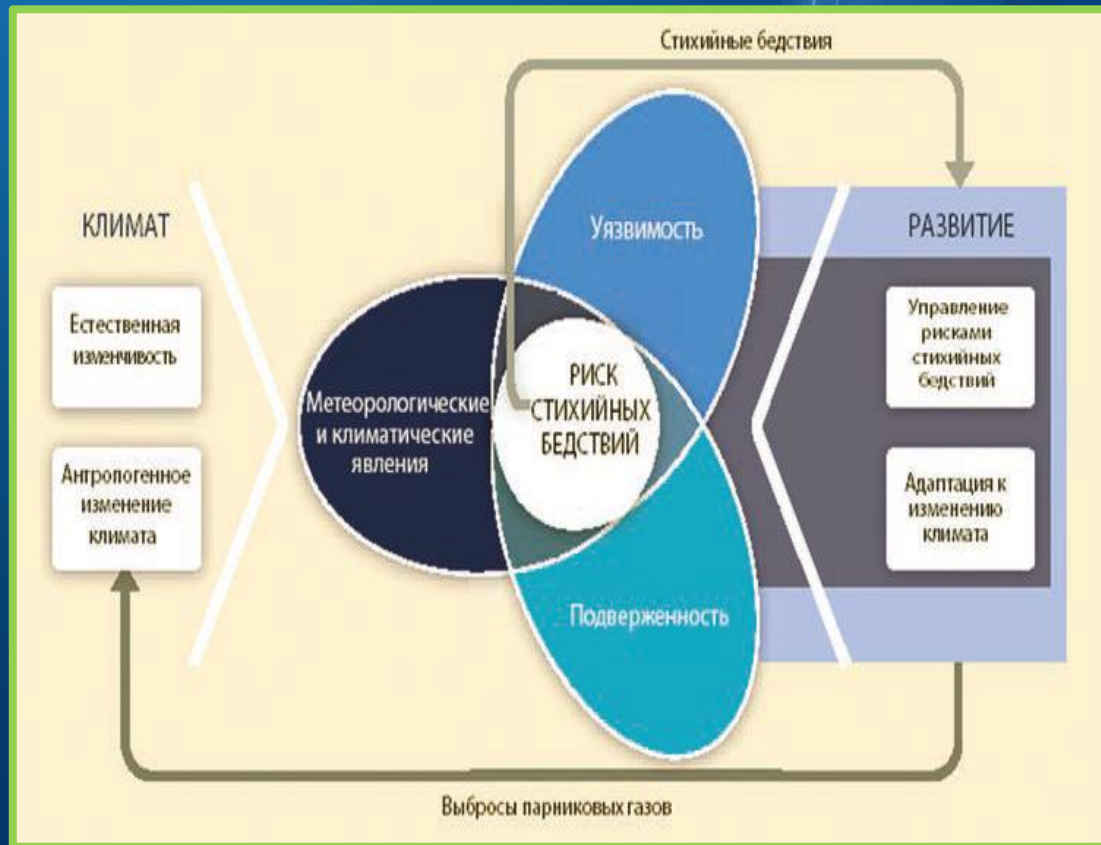 Стихийные бедствия
КЛИМАТ
Естественная
изменчивость
Антропогенное
изменение
климата
Метеорологические
и климатические
явления
Уязвимость
РИСК
СТИХИЙНЫХ
БЕДСТВИЙ
Подверженность
РАЗВИТИЕ
Управление
рисками
стихийных
бедствий
Адаптация к
изменению
климата
Выбросы парниковых газов